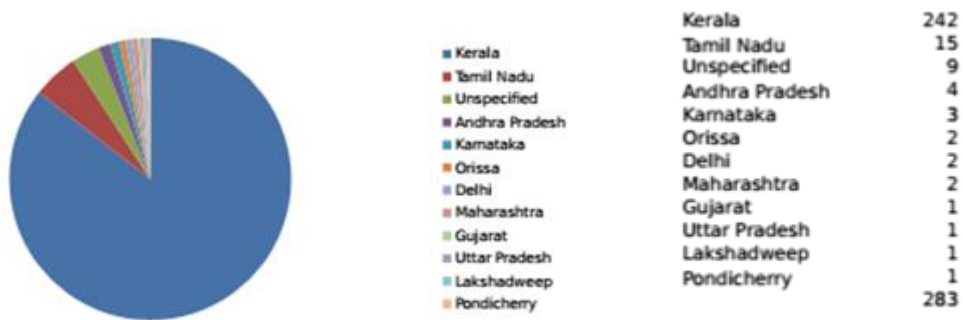 Kerala
Tamil Nadu
Unspecified
Andhra Pradesh
Karnataka
Orissa
Delhi
Maharashtra
Gujarat
Uttar Pradesh
Lakshadweep
Pondicherry
Kerala 242
Tamil Nadu 15
Unspecified 9
Andhra Pradesh 4
Karnataka 3
Orissa 2
Delhi 2
Maharashtra 2
Gujarat 1
Uttar Pradesh 1
Lakshadweep 1
Pondicherry 1
283